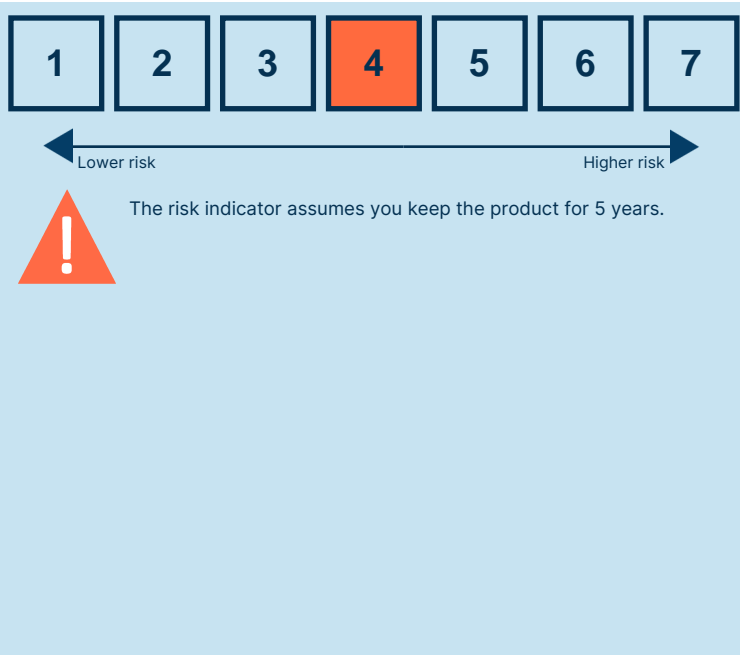 1 2 3 4 5 6 7
Lower risk Higher risk
! The risk indicator assumes you keep the product for 5 years.